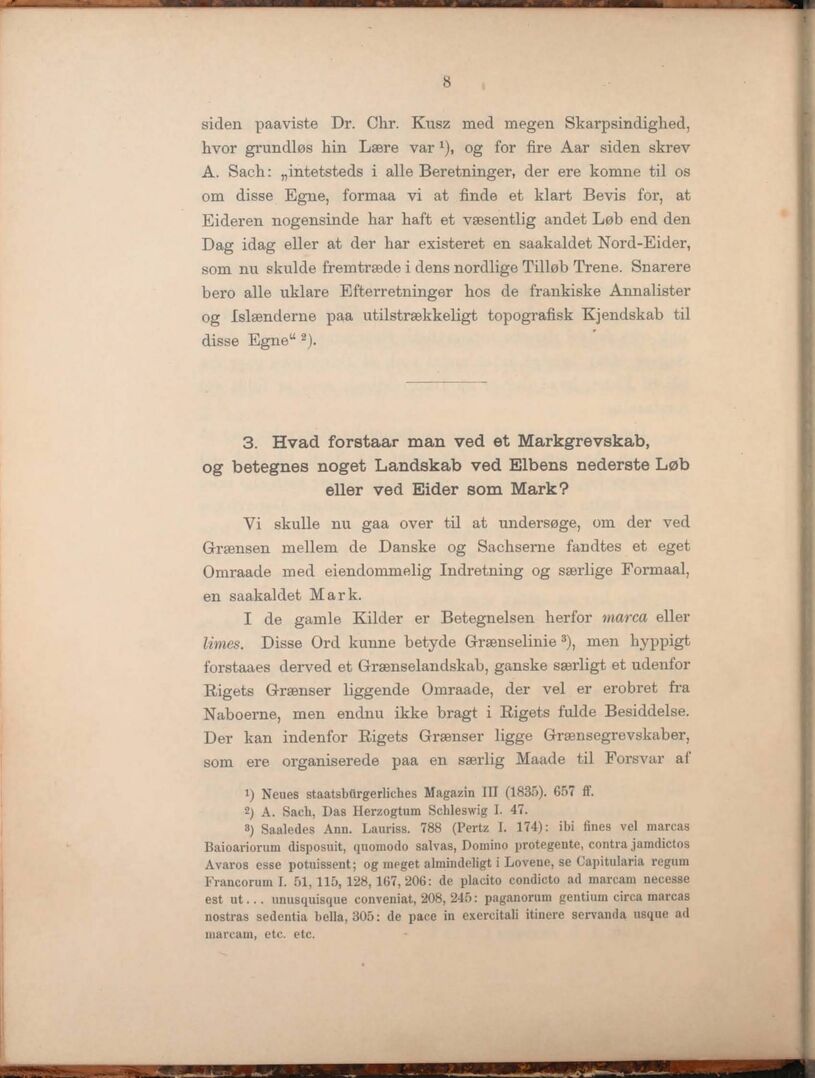 8
siden paaviste Dr. Chr. Kusz med megen Skarpsindighed,
hvor grundløs hin Lære var ¹), og for fire Aar siden skrev
A. Sach: „intetsteds i alle Beretninger, der ere komne til os
om disse Egne, formaa vi at finde et klart Bevis for, at
Eideren nogensinde har haft et væsentlig andet Løb end den
Dag idag eller at der har existeret en saakaldet Nord-Eider,
som nu skulde fremtræde i dens nordlige Tilløb Trene. Snarere
bero alle uklare Efterretninger hos de frankiske Annalister
og Islænderne paa utilstrækkeligt topografisk Kjendskab til
disse Egne“ ²).
3. Hvad forstaar man ved et Markgrevskab,
og betegnes noget Landskab ved Elbens nederste Løb
eller ved Eider som Mark?
Vi skulle nu gaa over til at undersøge, om der ved
Grænsen mellem de Danske og Sachserne fandtes et eget
Omraade med eiendommelig Indretning og særlige Formaal,
en saakaldet Mark.
I de gamle Kilder er Betegnelsen herfor marca eller
limes. Disse Ord kunne betyde Grænselinie ³), men hyppigt
forstaaes derved et Grænselandskab, ganske særligt et udenfor
Rigets Grænser liggende Omraade, der vel er erobret fra
Naboerne, men endnu ikke bragt i Rigets fulde Besiddelse.
Der kan indenfor Rigets Grænser ligge Grænsegrevskaber,
som ere organiserede paa en særlig Maade til Forsvar af
¹) Neues staatsbürgerliches Magazin III (1835). 657 ff.
²) A. Sach, Das Herzogtum Schleswig I. 47.
³) Saaledes Ann. Lauriss. 788 (Pertz I. 174): ibi fines vel marcas
Baioariorum disposuit, quomodo salvas, Domino protegente, contra jamdictos
Avaros esse potuissent; og meget almindeligt i Lovene, se Capitularia regum
Francorum I. 51, 115, 128, 167, 206: de placito condicto ad marcam necesse
est ut... unusquisque conveniat, 208, 245: paganorum gentium circa marcas
nostras sedentia bella, 305: de pace in exercitali itinere servanda usque ad
marcam, etc. etc.